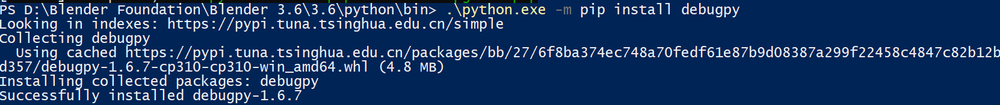 PS D:\Blender Foundation\Blender 3.6\3.6\python\bin> .\python.exe -m pip install debugpy
Looking in indexes: https://pypi.tuna.tsinghua.edu.cn/simple
Collecting debugpy
  Using cached https://pypi.tuna.tsinghua.edu.cn/packages/bb/27/6f8ba374ec748a70fedf61e87b9d08387a299f22458c4847c82b12b
d357/debugpy-1.6.7-cp310-cp310-win_amd64.whl (4.8 MB)
Installing collected packages: debugpy
Successfully installed debugpy-1.6.7